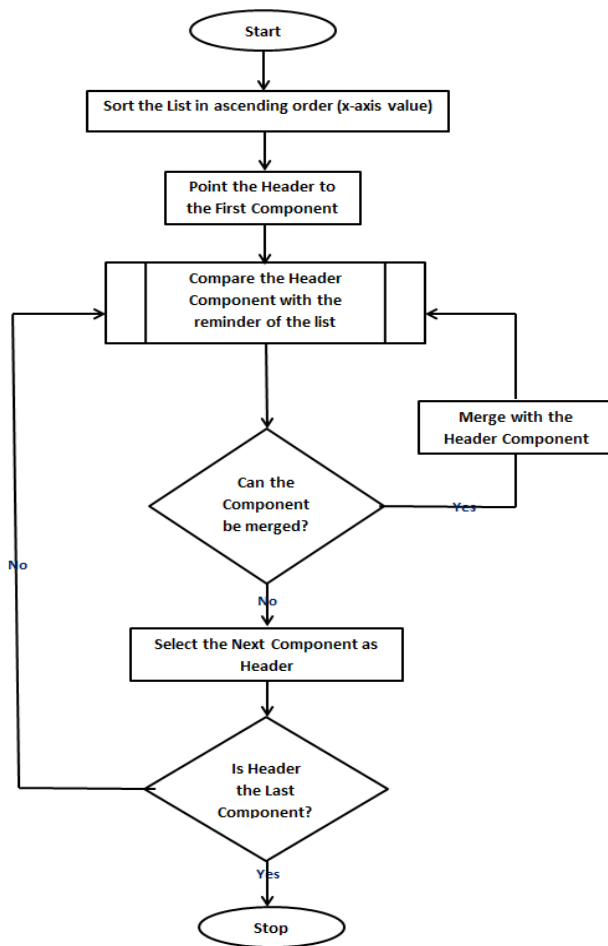 Start
Sort the List in ascending order (x-axis value)
Point the Header to
the First Component
Compare the Header
Component with the
reminder of the list
Merge with the
Header Component
Can the
Component
be merged?
Yes
No
No
Select the Next Component as
Header
Is Header
the Last
Component?
Yes
Stop